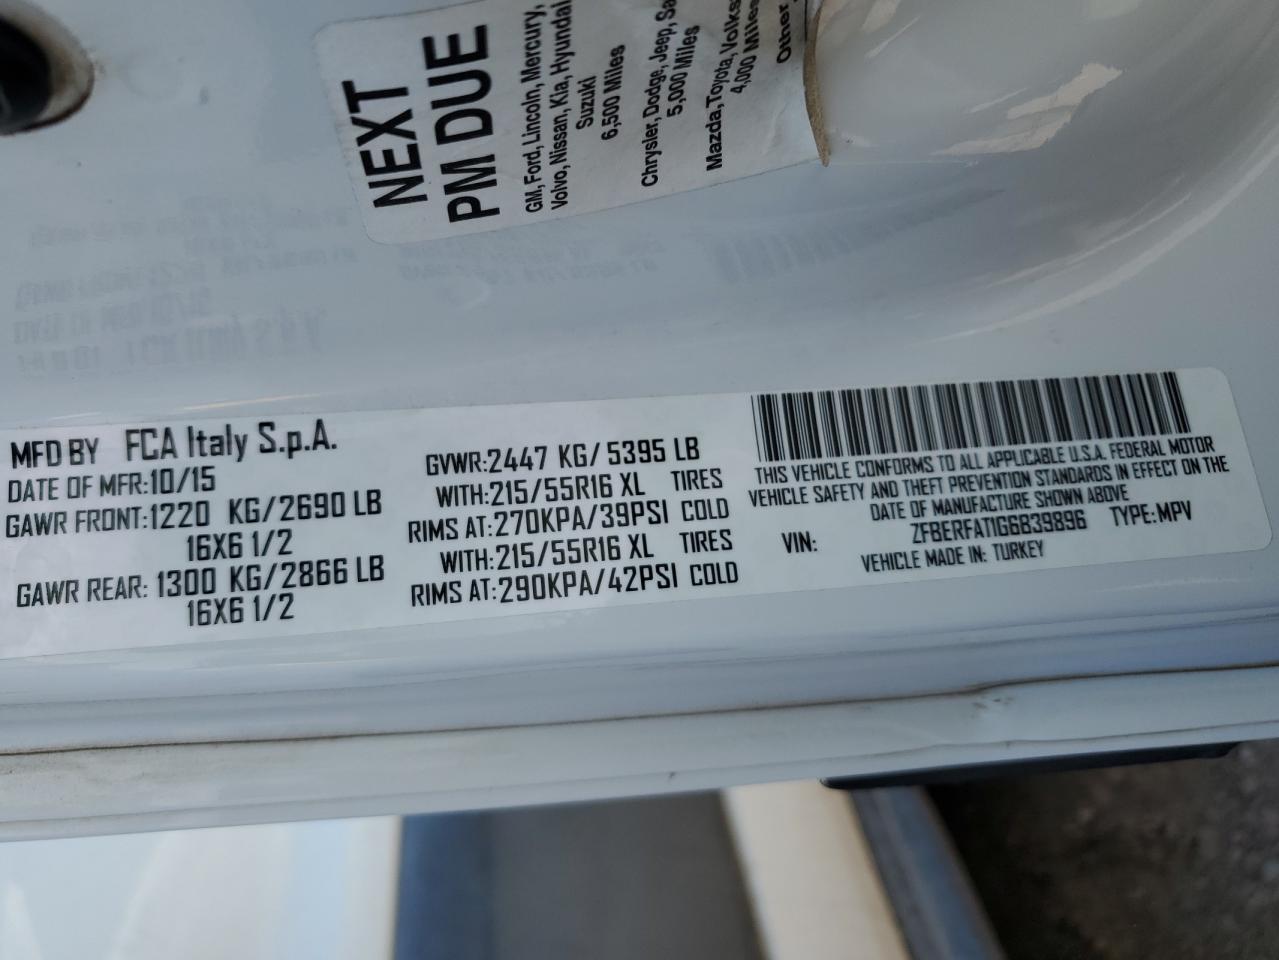 NEXT
PM DUE
GM, Ford, Lincoln, Mercury,
Volvo, Nissan, Kia, Hyundai
Suzuki
6,500 Miles
Chrysler, Dodge, Jeep,
5,000 Miles
Mazda, Toyota,
4,000 Miles
Other
MFD BY FCA Italy S.p.A.
DATE OF MFR:10/15
GAWR FRONT:1220 KG/2690 LB
16X6 1/2
GAWR REAR: 1300 KG/2866 LB
16X6 1/2
GVWR:2447 KG/ 5395 LB
WITH:215/55R16 XL TIRES
RIMS AT:270KPA/39PSI COLD
WITH:215/55R16 XL TIRES
RIMS AT:290KPA/42PSI COLD
THIS VEHICLE CONFORMS TO ALL APPLICABLE U.S.A. FEDERAL MOTOR
VEHICLE SAFETY AND THEFT PREVENTION STANDARDS IN EFFECT ON THE
DATE OF MANUFACTURE SHOWN ABOVE
VIN: ZFBERFAT1G6B39896 TYPE:MPV
VEHICLE MADE IN: TURKEY